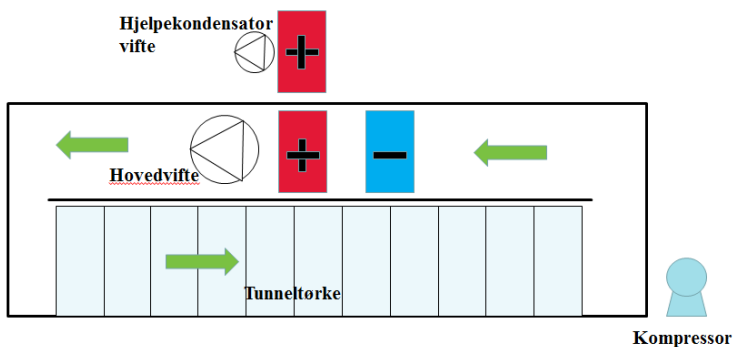 Hjelpekondensator
vifte
Hovedvifte
Tunneltørke
Kompressor